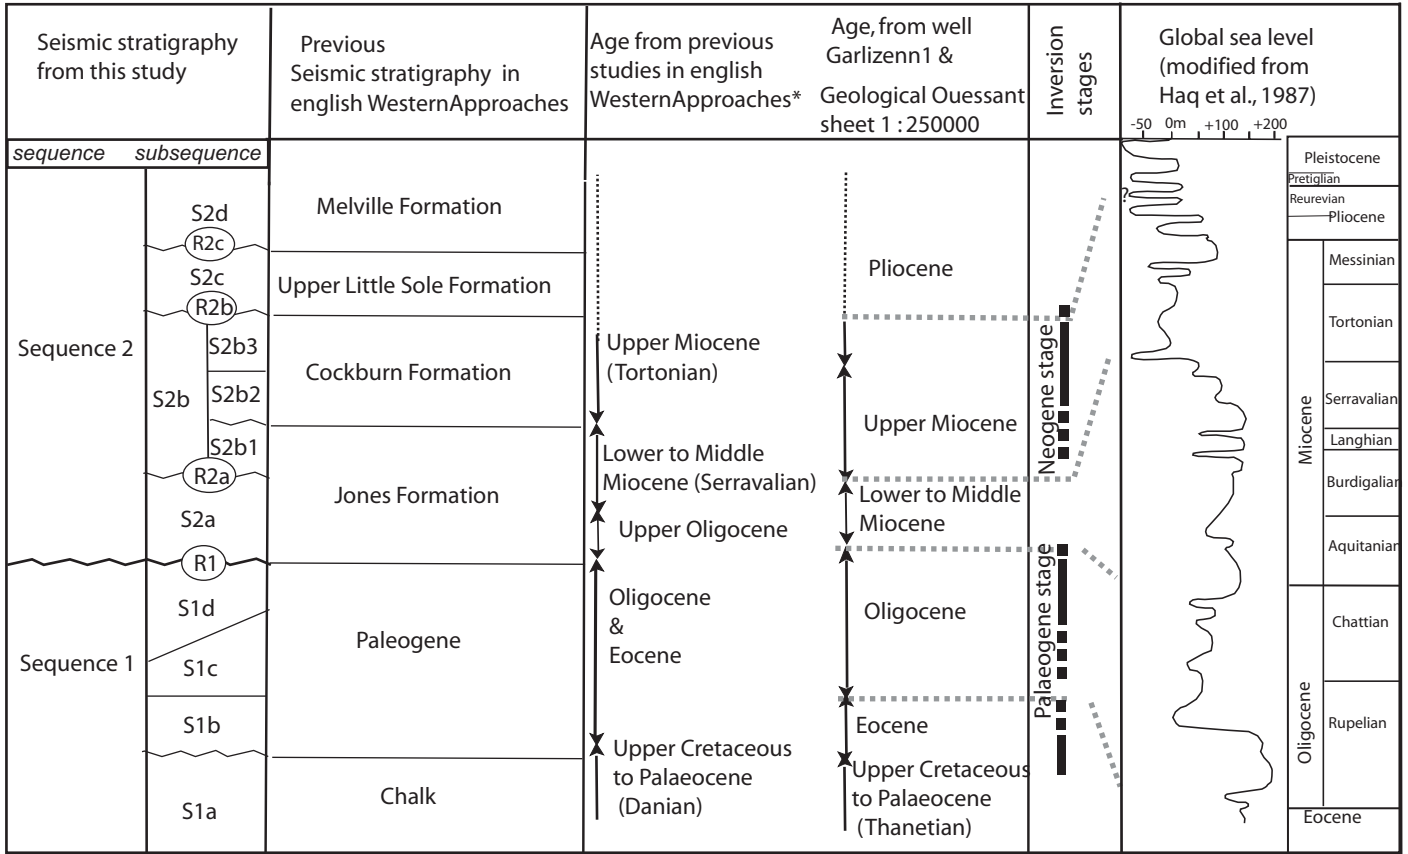 Seismic stratigraphy
from this study
Previous
Seismic stratigraphy in
english WesternApproaches
Age from previous
studies in english
WesternApproaches*
Age, from well
Garlizenn1 &
Geological Ouessant
sheet 1 : 250000
Inversion
stages
Global sea level
(modified from
Haq et al., 1987)
-50 0m +100 +200
sequence subsequence
Sequence 2
Sequence 1
S2d
R2c
S2c
R2b
S2b3
S2b
S2b2
S2b1
R2a
S2a
R1
S1d
S1c
S1b
S1a
Melville Formation
Upper Little Sole Formation
Cockburn Formation
Jones Formation
Paleogene
Chalk
Upper Miocene
(Tortonian)
Lower to Middle
Miocene (Serravalian)
Upper Oligocene
Oligocene
&
Eocene
Upper Cretaceous
to Palaeocene
(Danian)
Pliocene
Upper Miocene
Lower to Middle
Miocene
Oligocene
Eocene
Upper Cretaceous
to Palaeocene
(Thanetian)
Neogene stage
Palaeogene stage
?
Pleistocene
Pretiglian
Reurevian
Pliocene
Miocene
Messinian
Tortonian
Serravalian
Langhian
Burdigalian
Aquitanian
Oligocene
Chattian
Rupelian
Eocene